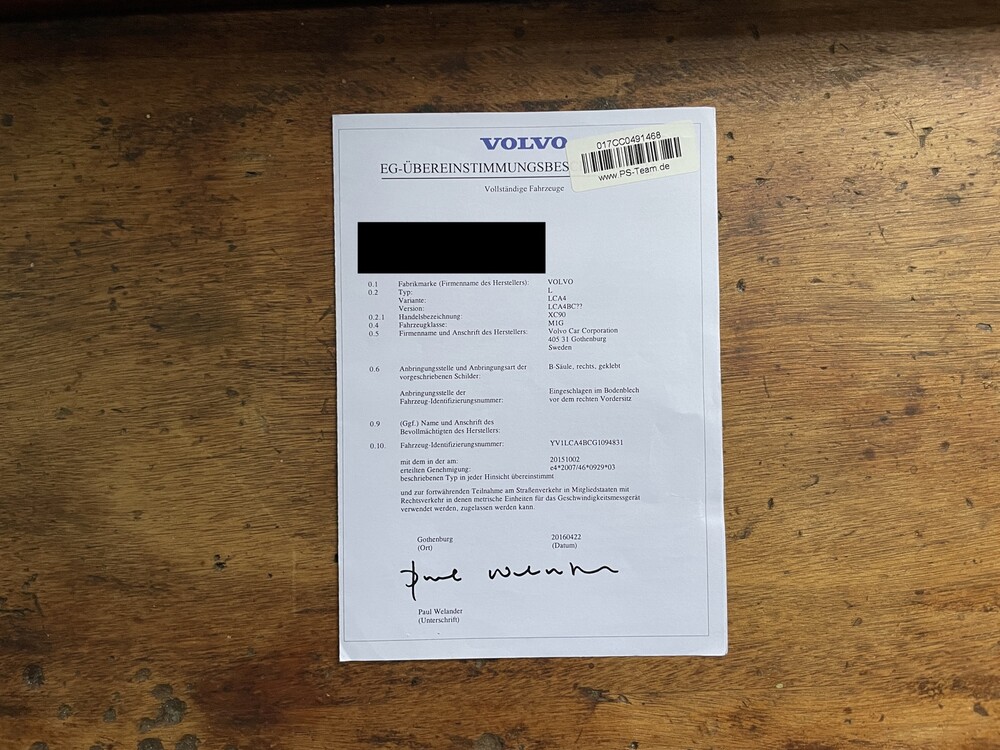 VOLVO
017CC0491468
www.PS-Team.de
EG-ÜBEREINSTIMMUNGSBES
Vollständige Fahrzeuge
0.1 Fabrikmarke (Firmenname des Herstellers): VOLVO
0.2 Typ: L
Variante: LCA4
Version: LCA4BC??
0.2.1 Handelsbezeichnung: XC90
0.4 Fahrzeugklasse: M1G
0.5 Firmenname und Anschrift des Herstellers: Volvo Car Corporation
405 31 Gothenburg
Sweden
0.6 Anbringungsstelle und Anbringungsart der B-Säule, rechts, geklebt
vorgeschriebenen Schilder:
Anbringungsstelle der Eingeschlagen im Bodenblech
Fahrzeug-Identifizierungsnummer: vor dem rechten Vordersitz
0.9 (Ggf.) Name und Anschrift des
Bevollmächtigten des Herstellers:
0.10. Fahrzeug-Identifizierungsnummer: YV1LCA4BCG1094831
mit dem in der am: 20151002
erteilten Genehmigung: e4*2007/46*0929*03
beschriebenen Typ in jeder Hinsicht übereinstimmt
und zur fortwährenden Teilnahme am Straßenverkehr in Mitgliedstaaten mit
Rechtsverkehr in denen metrische Einheiten für das Geschwindigkeitsmessgerät
verwendet werden, zugelassen werden kann.
Gothenburg 20160422
(Ort) (Datum)
Paul Welander
Paul Welander
(Unterschrift)